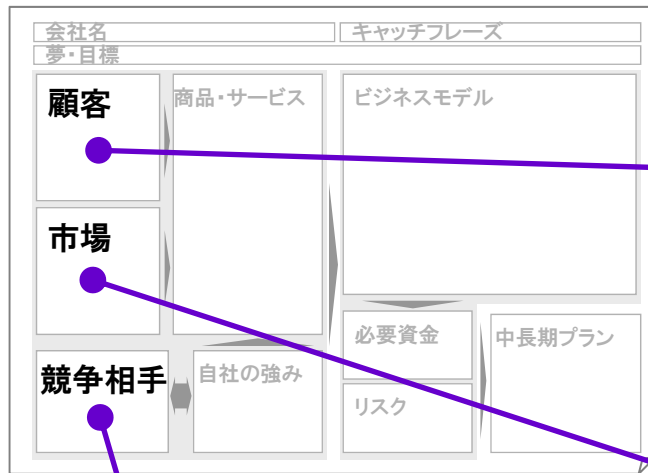 会社名
キャッチフレーズ
夢・目標
顧客
商品・サービス
ビジネスモデル
市場
必要資金
中長期プラン
競争相手
自社の強み
リスク